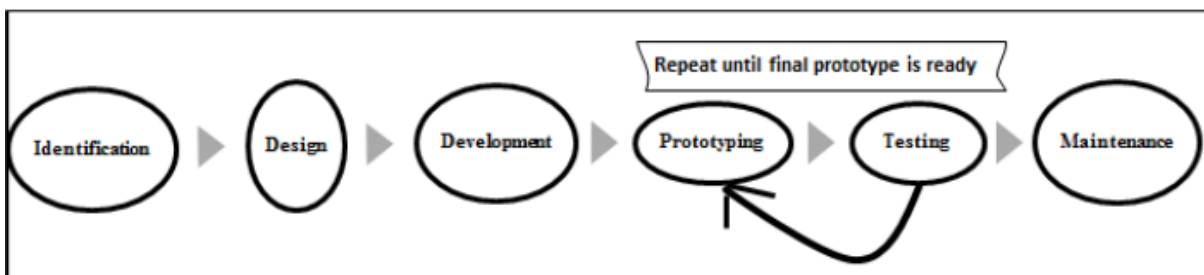 Repeat until final prototype is ready
Identification
Design
Development
Prototyping
Testing
Maintenance